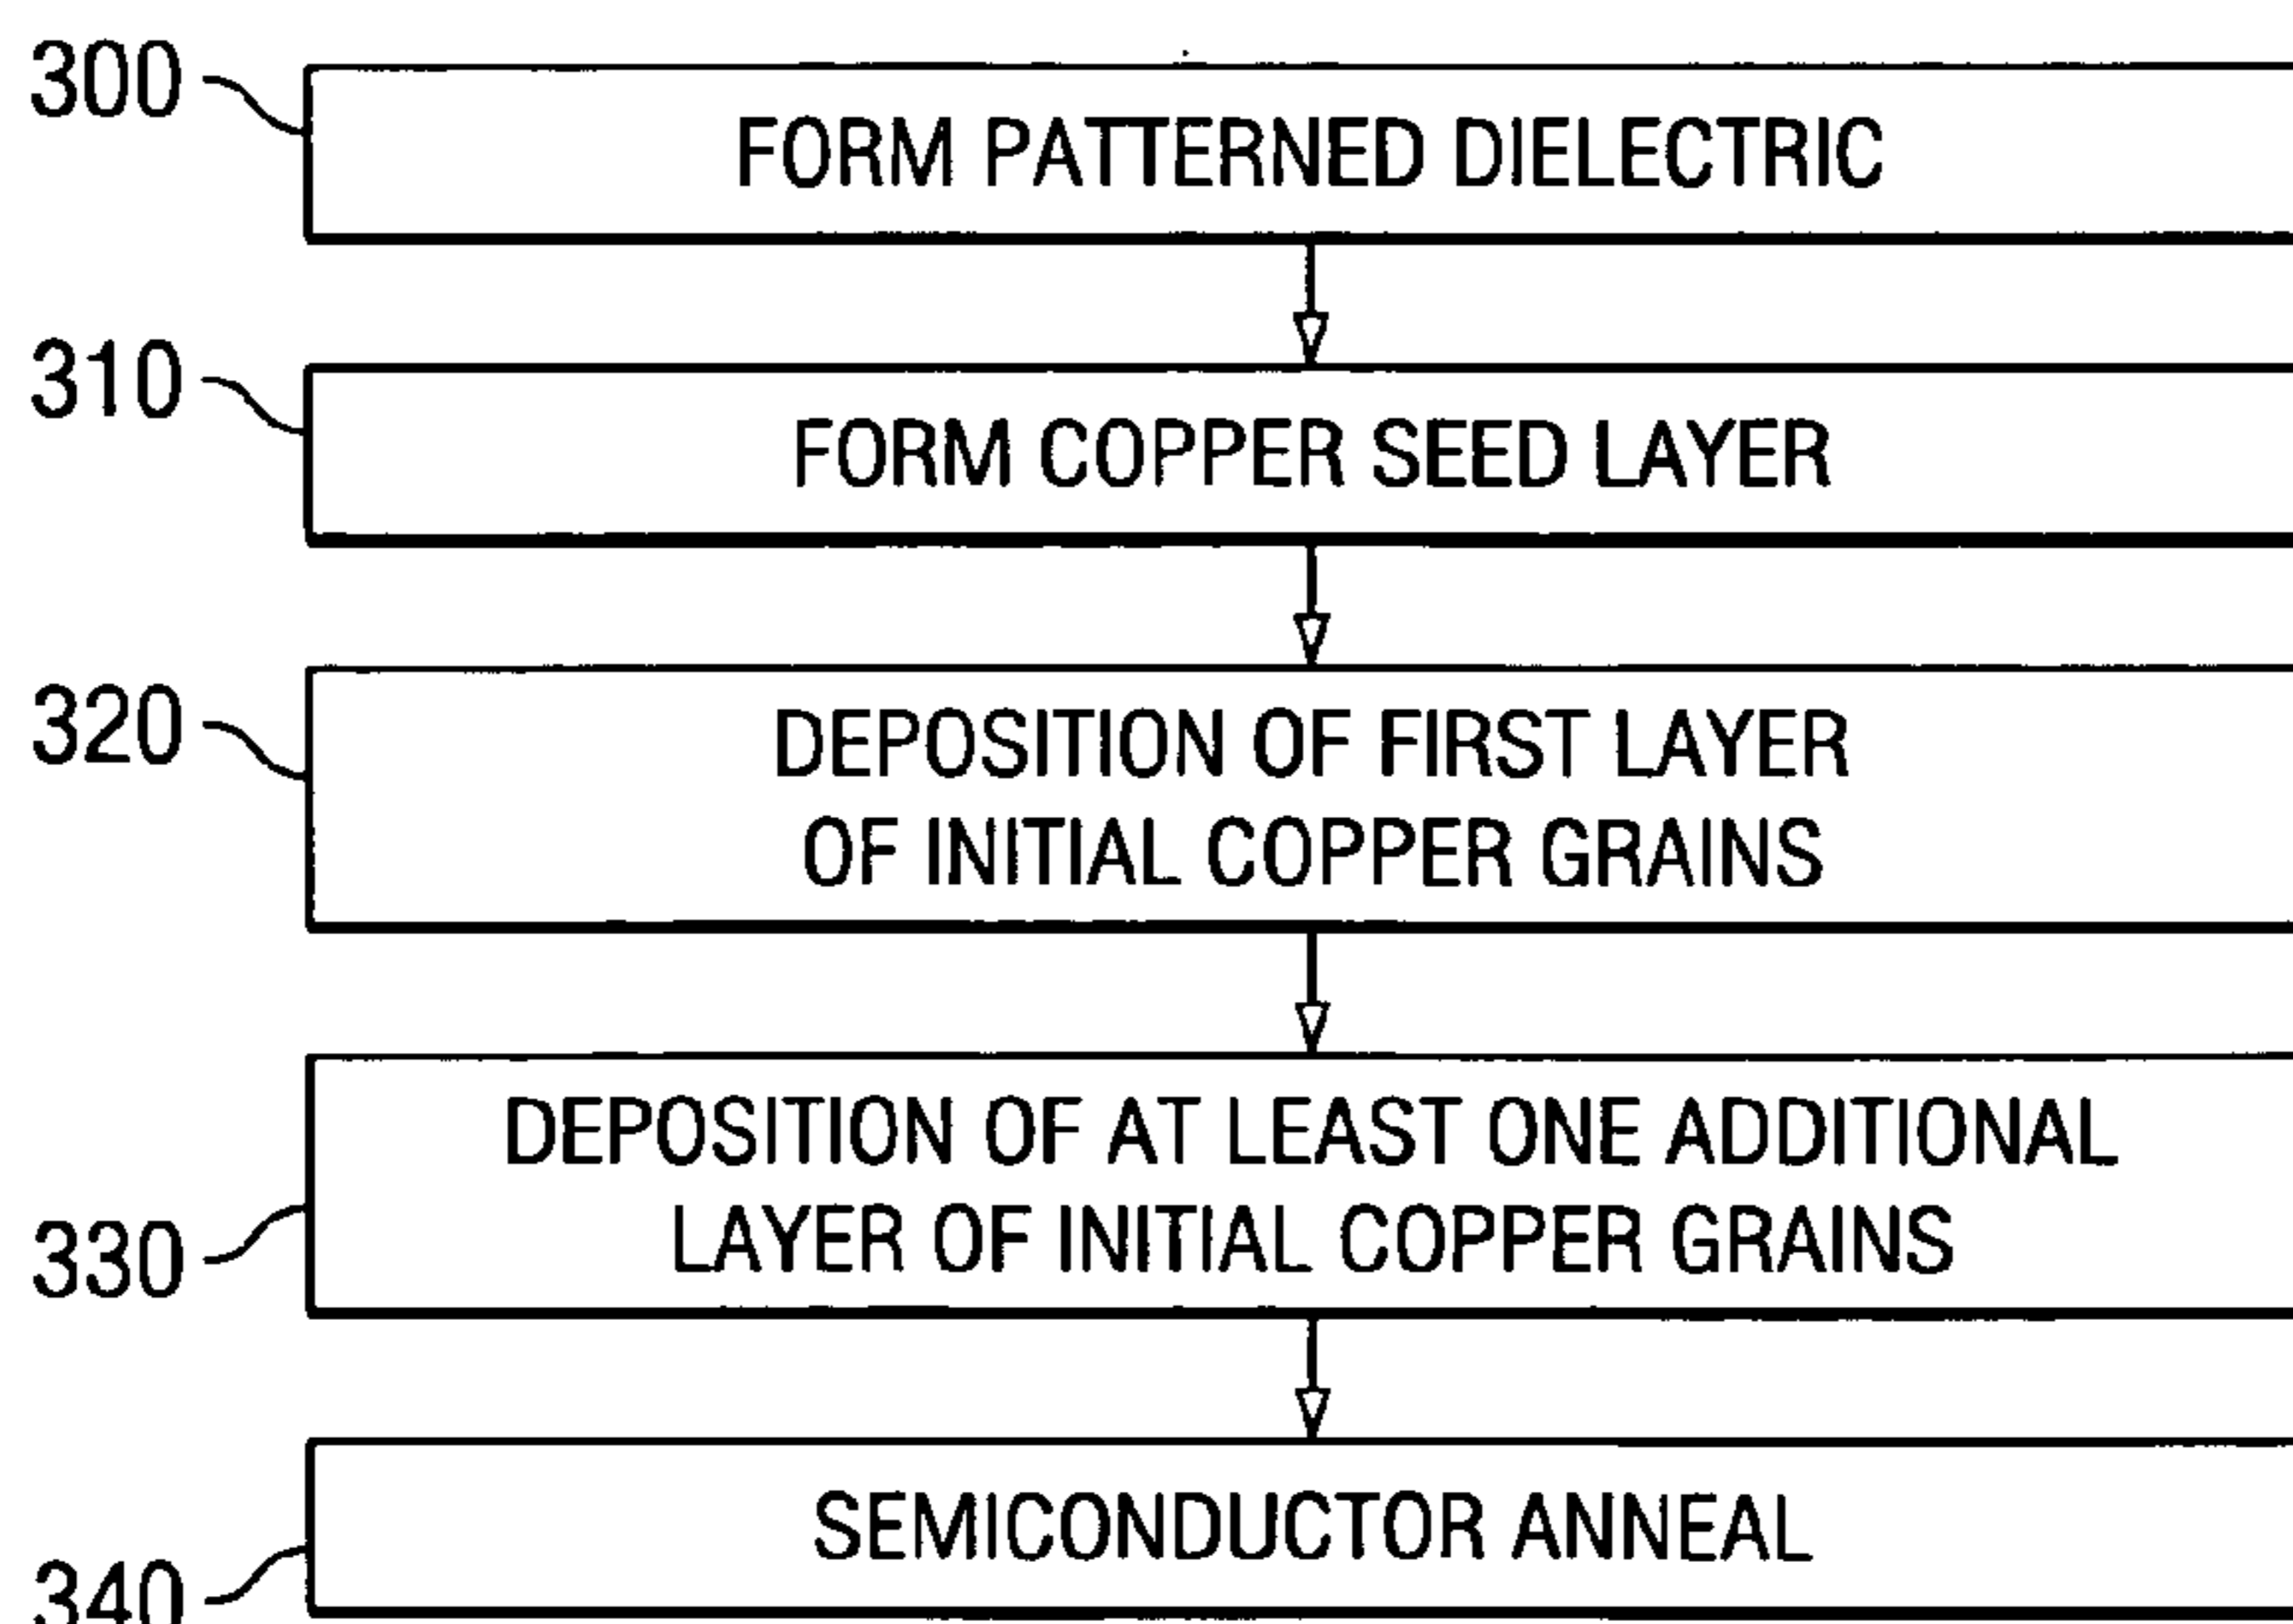 300
FORM PATTERNED DIELECTRIC
310
FORM COPPER SEED LAYER
320
DEPOSITION OF FIRST LAYER
OF INITIAL COPPER GRAINS
DEPOSITION OF AT LEAST ONE ADDITIONAL
LAYER OF INITIAL COPPER GRAINS
330
SEMICONDUCTOR ANNEAL
340